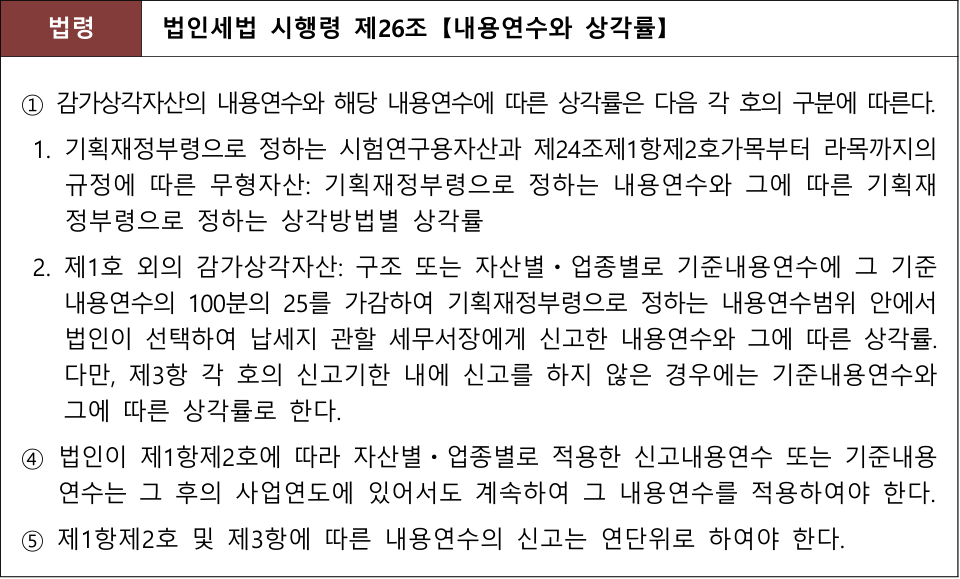 법령 법인세법 시행령 제26조【내용연수와 상각률】
① 감가상각자산의 내용연수와 해당 내용연수에 따른 상각률은 다음 각 호의 구분에 따른다.
1. 기획재정부령으로 정하는 시험연구용자산과 제24조제1항제2호가목부터 라목까지의
규정에 따른 무형자산: 기획재정부령으로 정하는 내용연수와 그에 따른 기획재
정부령으로 정하는 상각방법별 상각률
2. 제1호 외의 감가상각자산: 구조 또는 자산별·업종별로 기준내용연수에 그 기준
내용연수의 100분의 25를 가감하여 기획재정부령으로 정하는 내용연수범위 안에서
법인이 선택하여 납세지 관할 세무서장에게 신고한 내용연수와 그에 따른 상각률.
다만, 제3항 각 호의 신고기한 내에 신고를 하지 않은 경우에는 기준내용연수와
그에 따른 상각률로 한다.
④ 법인이 제1항제2호에 따라 자산별·업종별로 적용한 신고내용연수 또는 기준내용
연수는 그 후의 사업연도에 있어서도 계속하여 그 내용연수를 적용하여야 한다.
⑤ 제1항제2호 및 제3항에 따른 내용연수의 신고는 연단위로 하여야 한다.